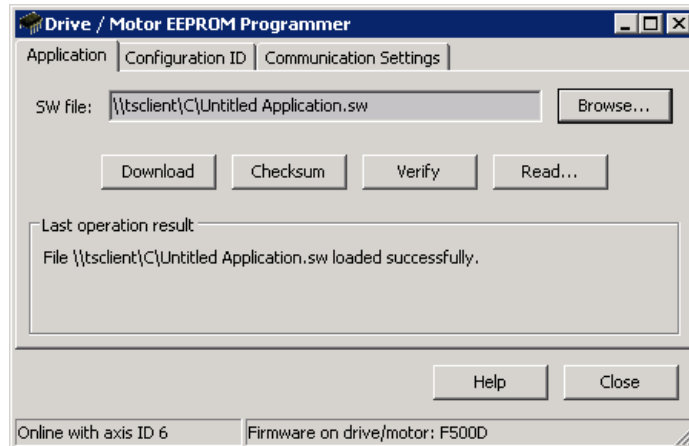 Drive / Motor EEPROM Programmer
Application Configuration ID Communication Settings
SW file: \\tsclient\C\Untitled Application.sw Browse...
Download Checksum Verify Read...
Last operation result
File \\tsclient\C\Untitled Application.sw loaded successfully.
Help Close
Online with axis ID 6 Firmware on drive/motor: F500D